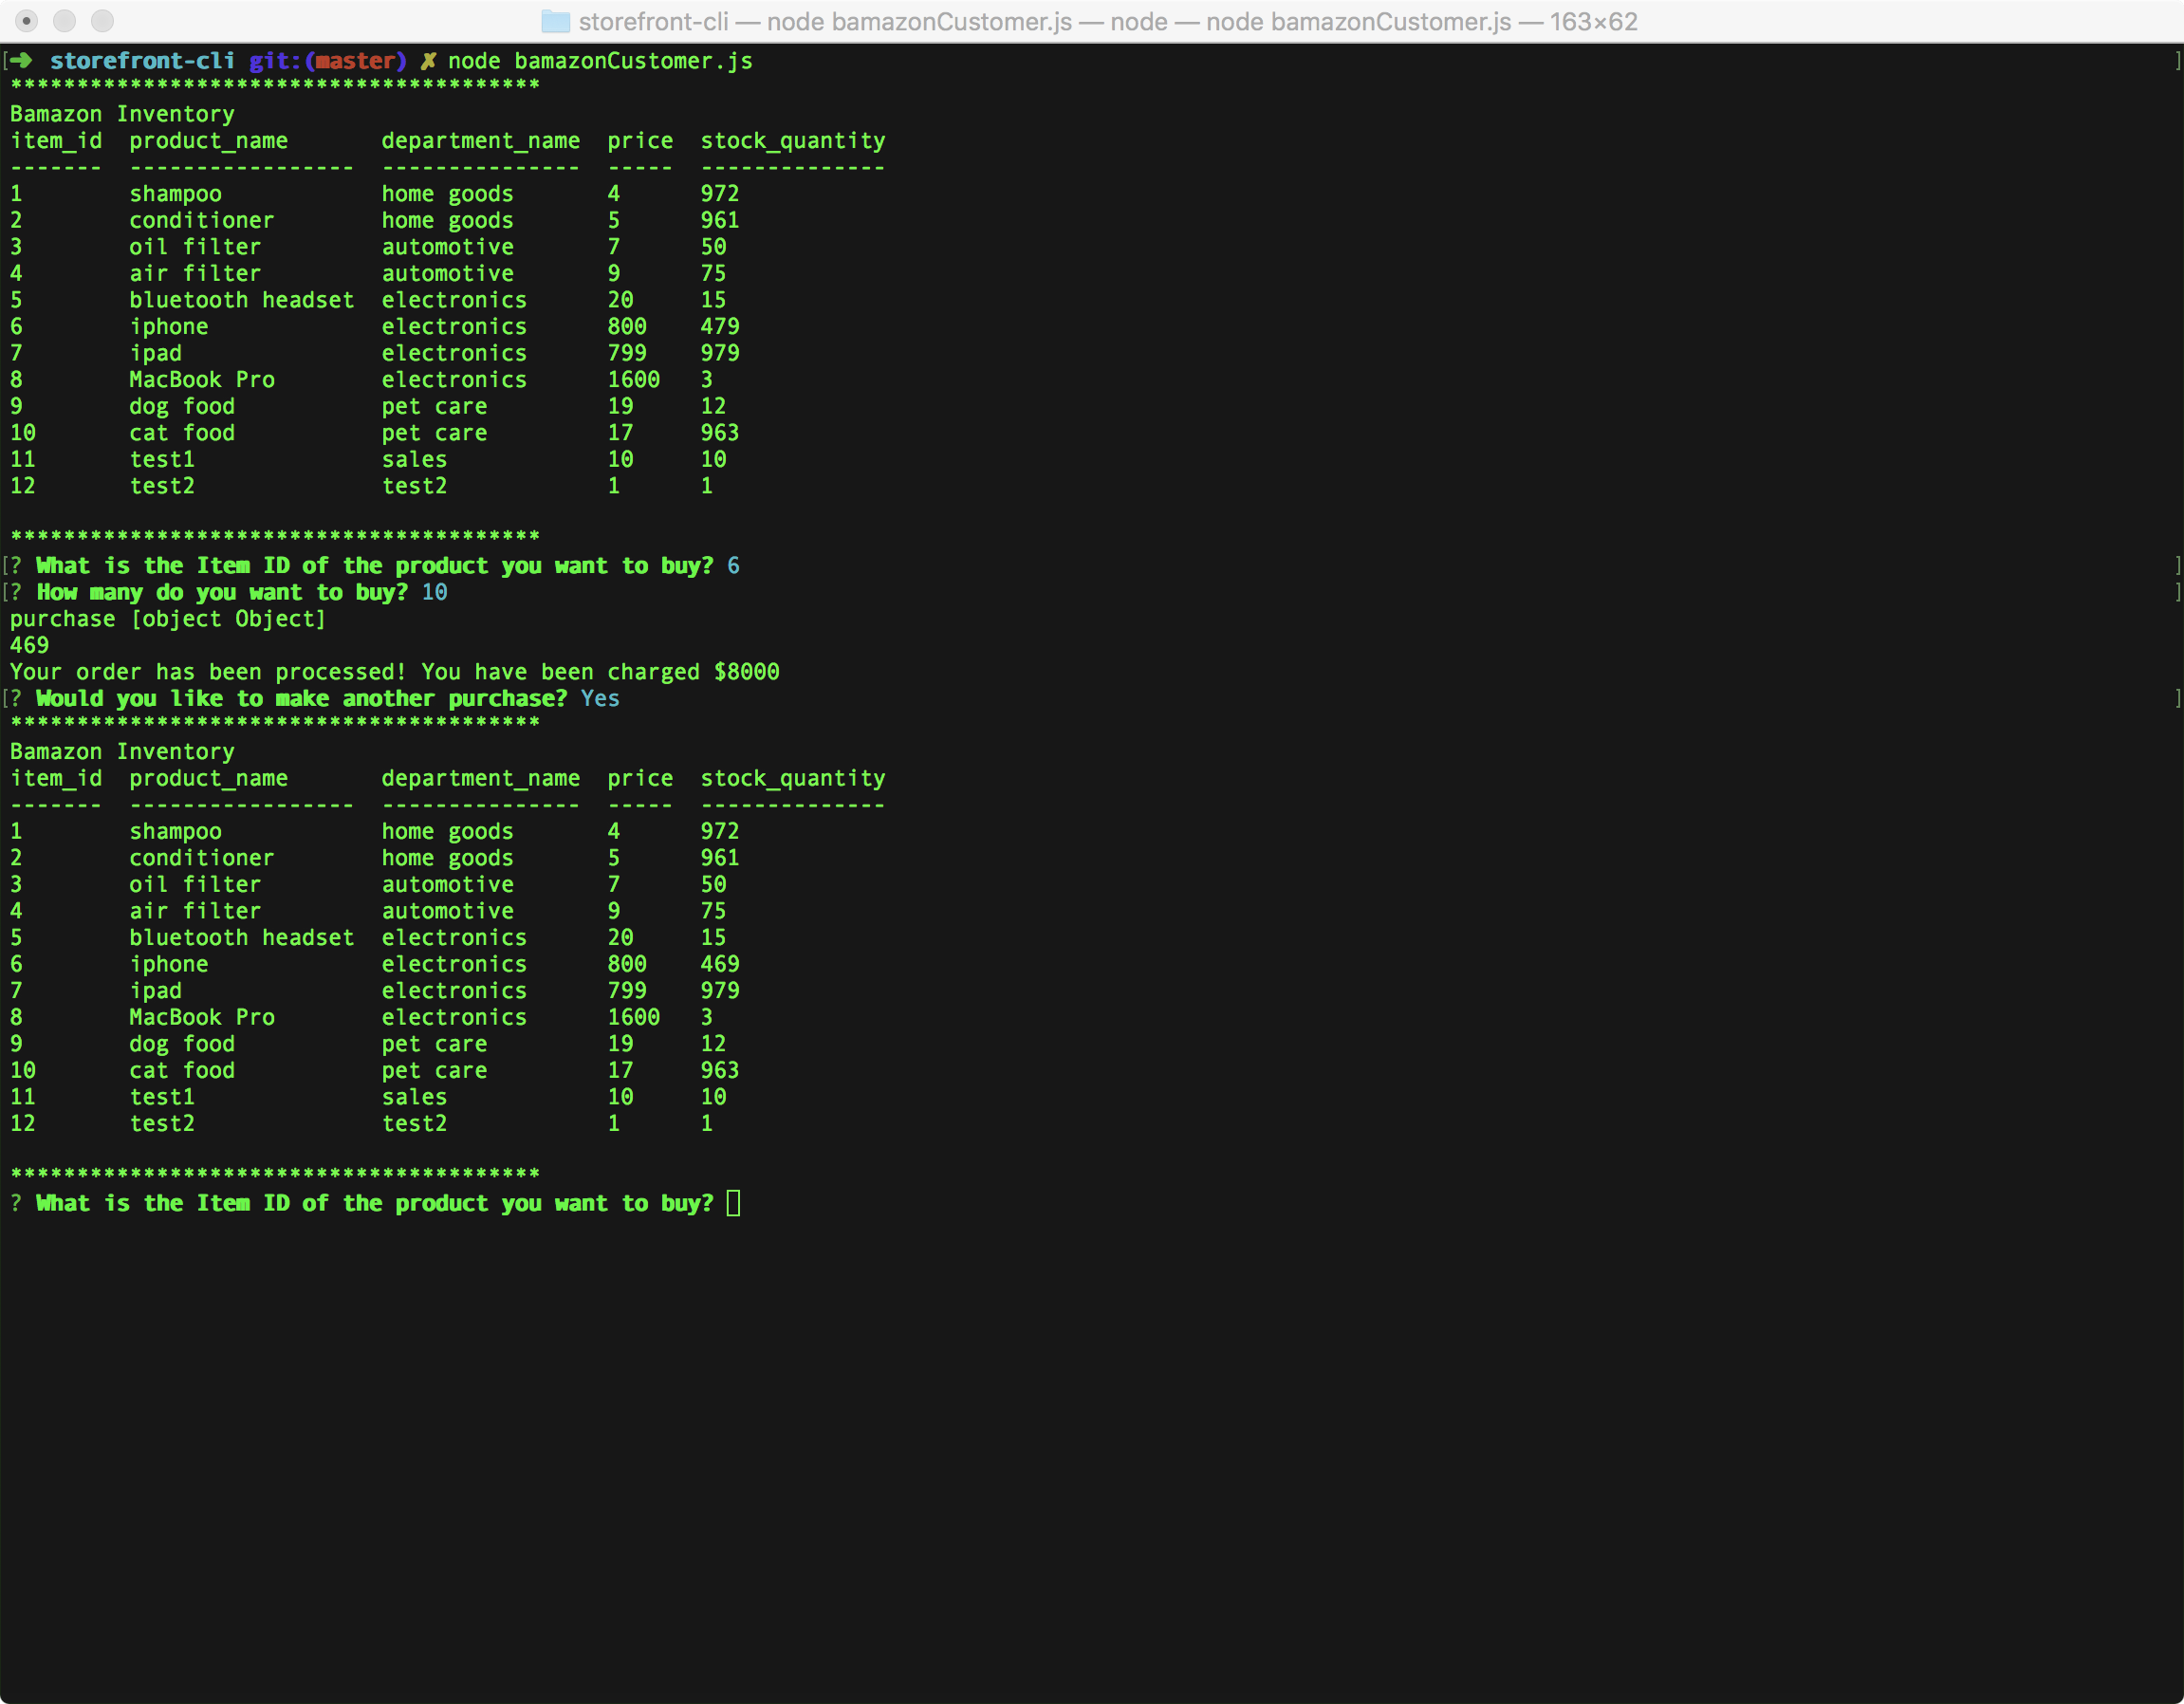 storefront-cli — node bamazonCustomer.js — node — node bamazonCustomer.js — 163×62
[➜  storefront-cli git:(master) ✗ node bamazonCustomer.js ]
****************************************
Bamazon Inventory
item_id  product_name       department_name  price  stock_quantity
-------  -----------------  ---------------  -----  --------------
1        shampoo            home goods       4      972
2        conditioner        home goods       5      961
3        oil filter         automotive       7      50
4        air filter         automotive       9      75
5        bluetooth headset  electronics      20     15
6        iphone             electronics      800    479
7        ipad               electronics      799    979
8        MacBook Pro        electronics      1600   3
9        dog food           pet care         19     12
10       cat food           pet care         17     963
11       test1              sales            10     10
12       test2              test2            1      1
****************************************
[? What is the Item ID of the product you want to buy? 6 ]
[? How many do you want to buy? 10 ]
purchase [object Object]
469
Your order has been processed! You have been charged $8000
[? Would you like to make another purchase? Yes ]
****************************************
Bamazon Inventory
item_id  product_name       department_name  price  stock_quantity
-------  -----------------  ---------------  -----  --------------
1        shampoo            home goods       4      972
2        conditioner        home goods       5      961
3        oil filter         automotive       7      50
4        air filter         automotive       9      75
5        bluetooth headset  electronics      20     15
6        iphone             electronics      800    469
7        ipad               electronics      799    979
8        MacBook Pro        electronics      1600   3
9        dog food           pet care         19     12
10       cat food           pet care         17     963
11       test1              sales            10     10
12       test2              test2            1      1
****************************************
? What is the Item ID of the product you want to buy?